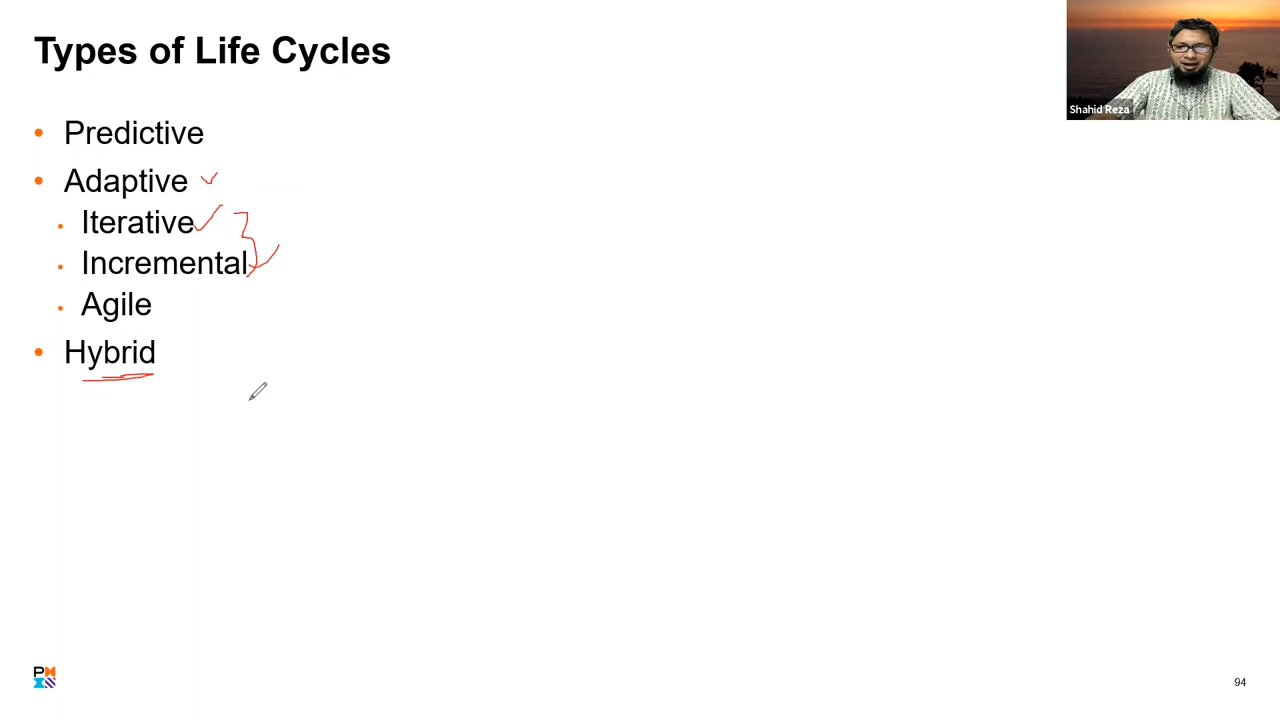 Types of Life Cycles
Shahid Reza
• Predictive
• Adaptive
• Iterative
• Incremental
• Agile
• Hybrid
94